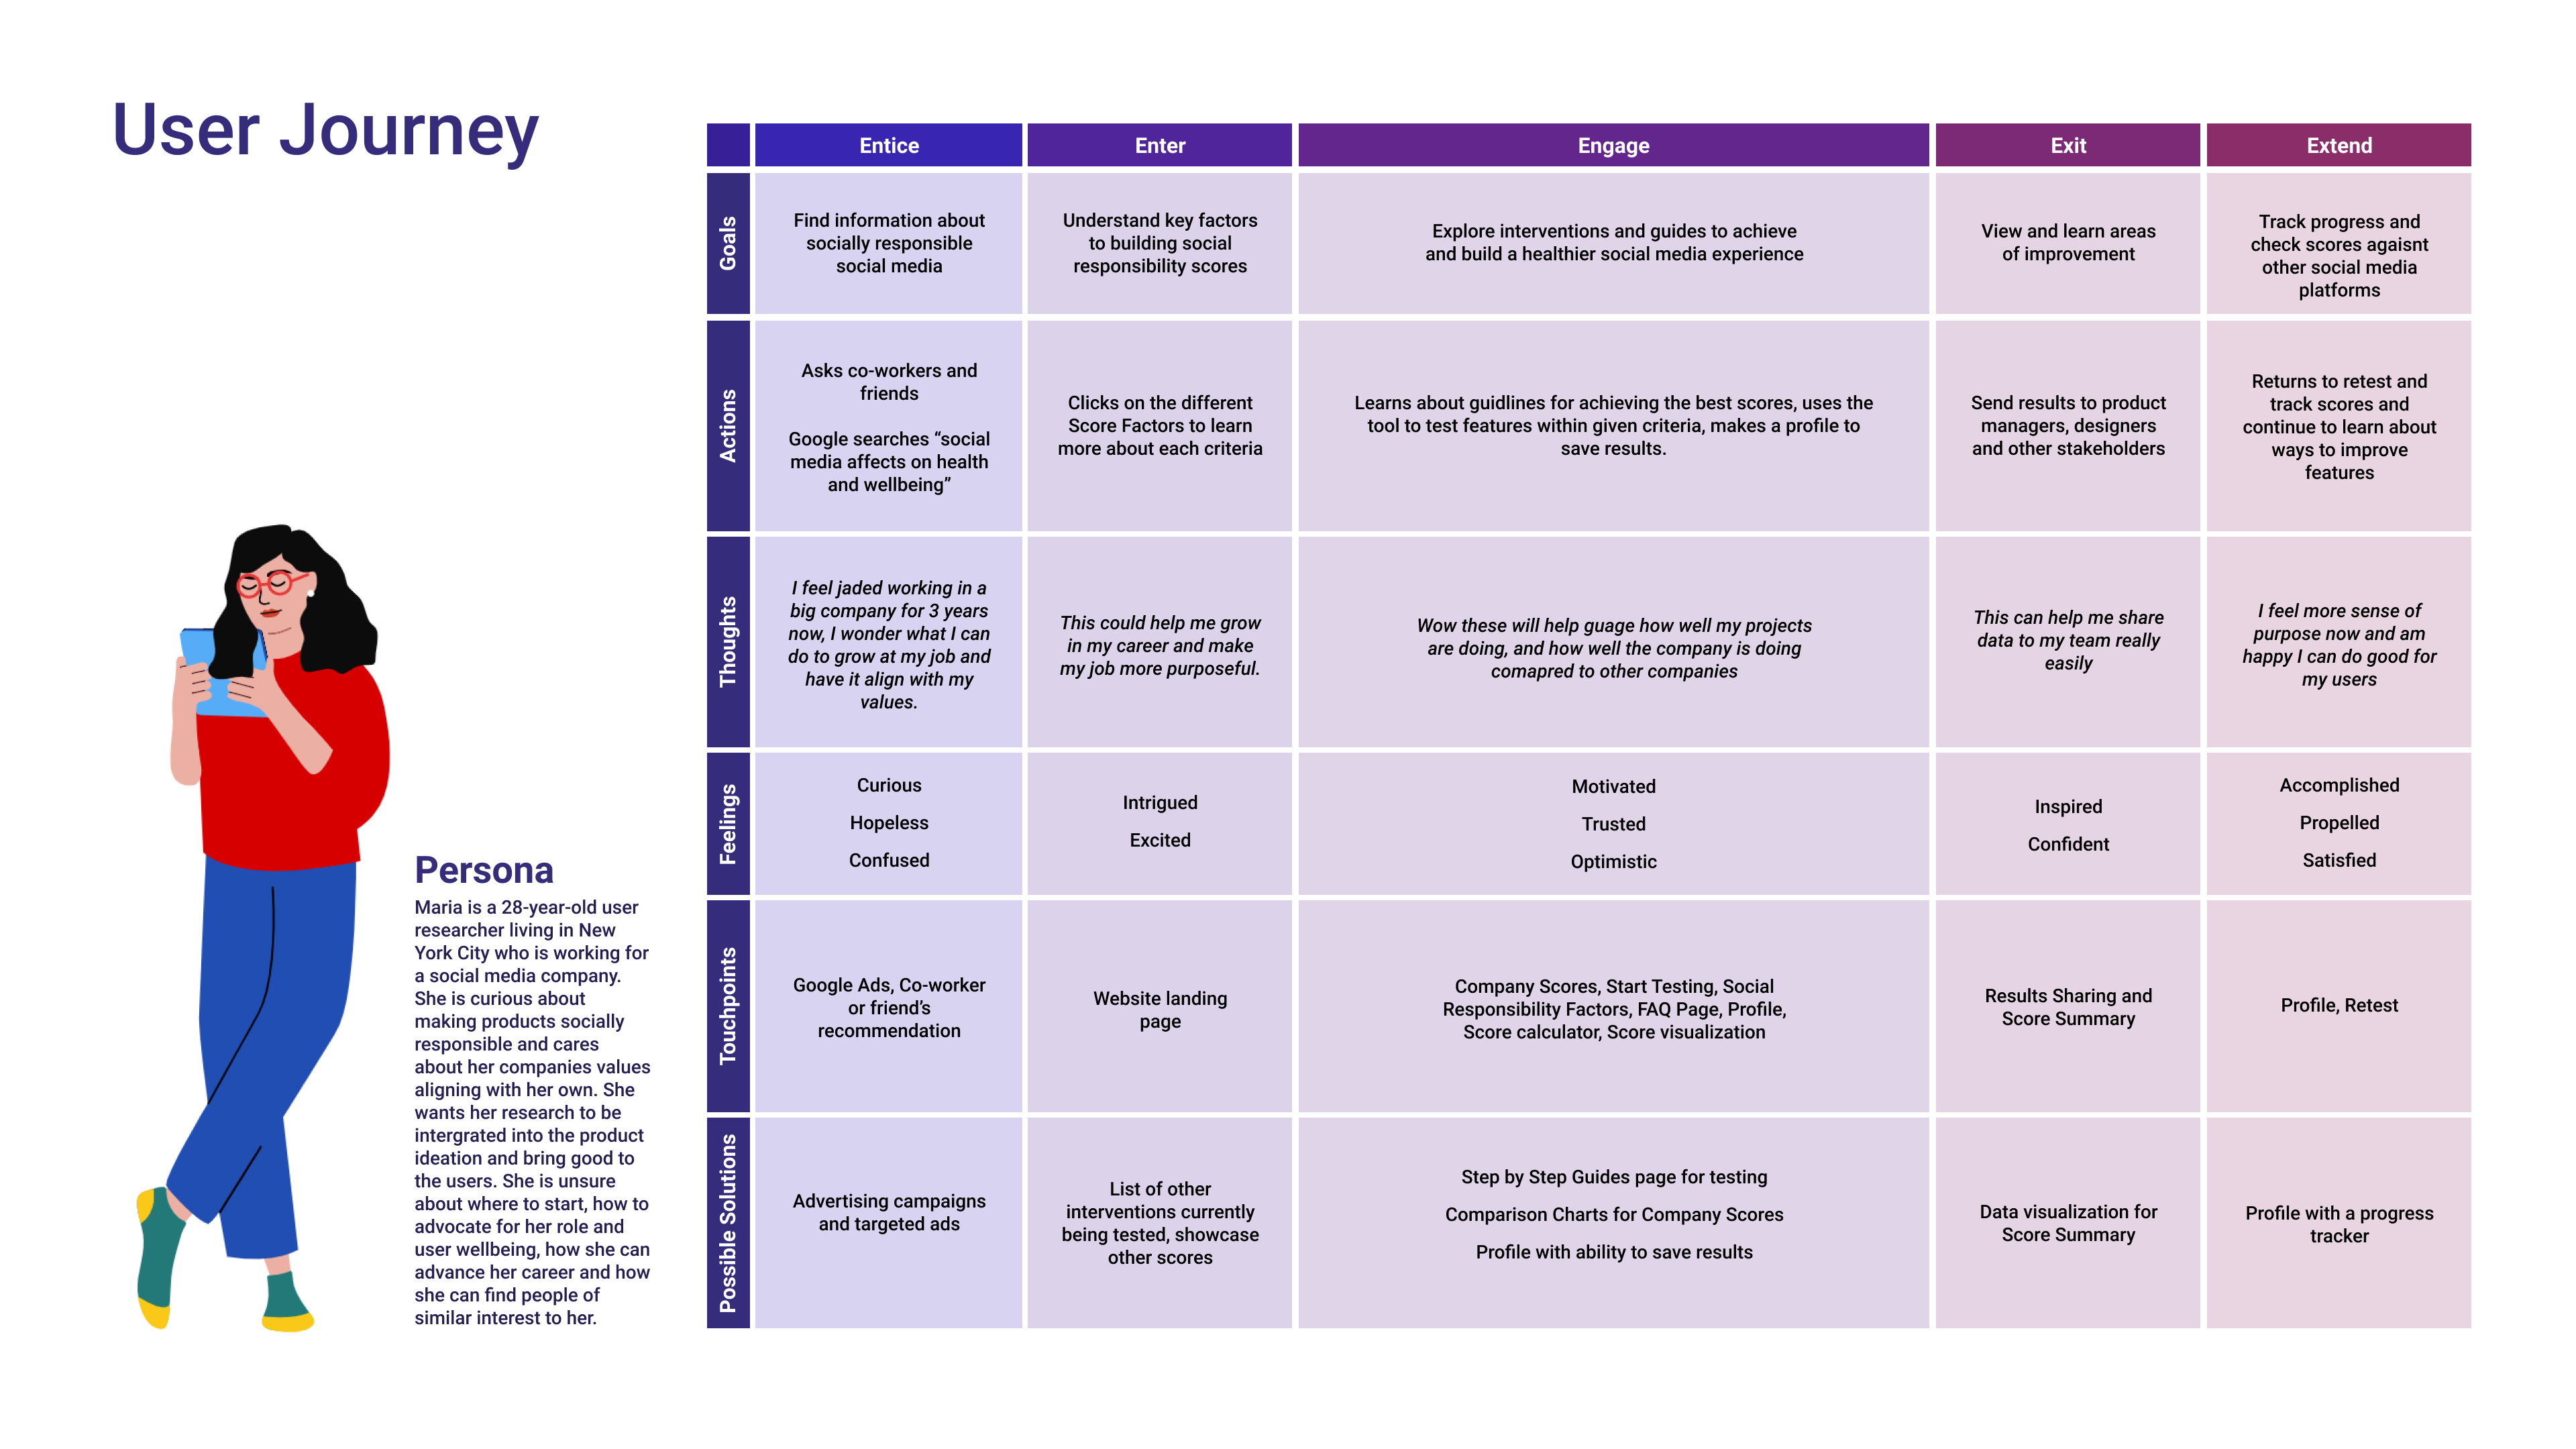 User Journey
Entice
Enter
Engage
Exit
Extend
Goals
Find information about
socially responsible
social media
Understand key factors
to building social
responsibility scores
Explore interventions and guides to achieve
and build a healthier social media experience
View and learn areas
of improvement
Track progress and
check scores agaisnt
other social media
platforms
Actions
Asks co-workers and
friends
Google searches “social
media affects on health
and wellbeing”
Clicks on the different
Score Factors to learn
more about each criteria
Learns about guidlines for achieving the best scores, uses the
tool to test features within given criteria, makes a profile to
save results.
Send results to product
managers, designers
and other stakeholders
Returns to retest and
track scores and
continue to learn about
ways to improve
features
Thoughts
I feel jaded working in a
big company for 3 years
now, I wonder what I can
do to grow at my job and
have it align with my
values.
This could help me grow
in my career and make
my job more purposeful.
Wow these will help guage how well my projects
are doing, and how well the company is doing
comapred to other companies
This can help me share
data to my team really
easily
I feel more sense of
purpose now and am
happy I can do good for
my users
Feelings
Curious
Hopeless
Confused
Intrigued
Excited
Motivated
Trusted
Optimistic
Inspired
Confident
Accomplished
Propelled
Satisfied
Touchpoints
Google Ads, Co-worker
or friend’s
recommendation
Website landing
page
Company Scores, Start Testing, Social
Responsibility Factors, FAQ Page, Profile,
Score calculator, Score visualization
Results Sharing and
Score Summary
Profile, Retest
Possible Solutions
Advertising campaigns
and targeted ads
List of other
interventions currently
being tested, showcase
other scores
Step by Step Guides page for testing
Comparison Charts for Company Scores
Profile with ability to save results
Data visualization for
Score Summary
Profile with a progress
tracker
Persona
Maria is a 28-year-old user
researcher living in New
York City who is working for
a social media company.
She is curious about
making products socially
responsible and cares
about her companies values
aligning with her own. She
wants her research to be
intergrated into the product
ideation and bring good to
the users. She is unsure
about where to start, how to
advocate for her role and
user wellbeing, how she can
advance her career and how
she can find people of
similar interest to her.